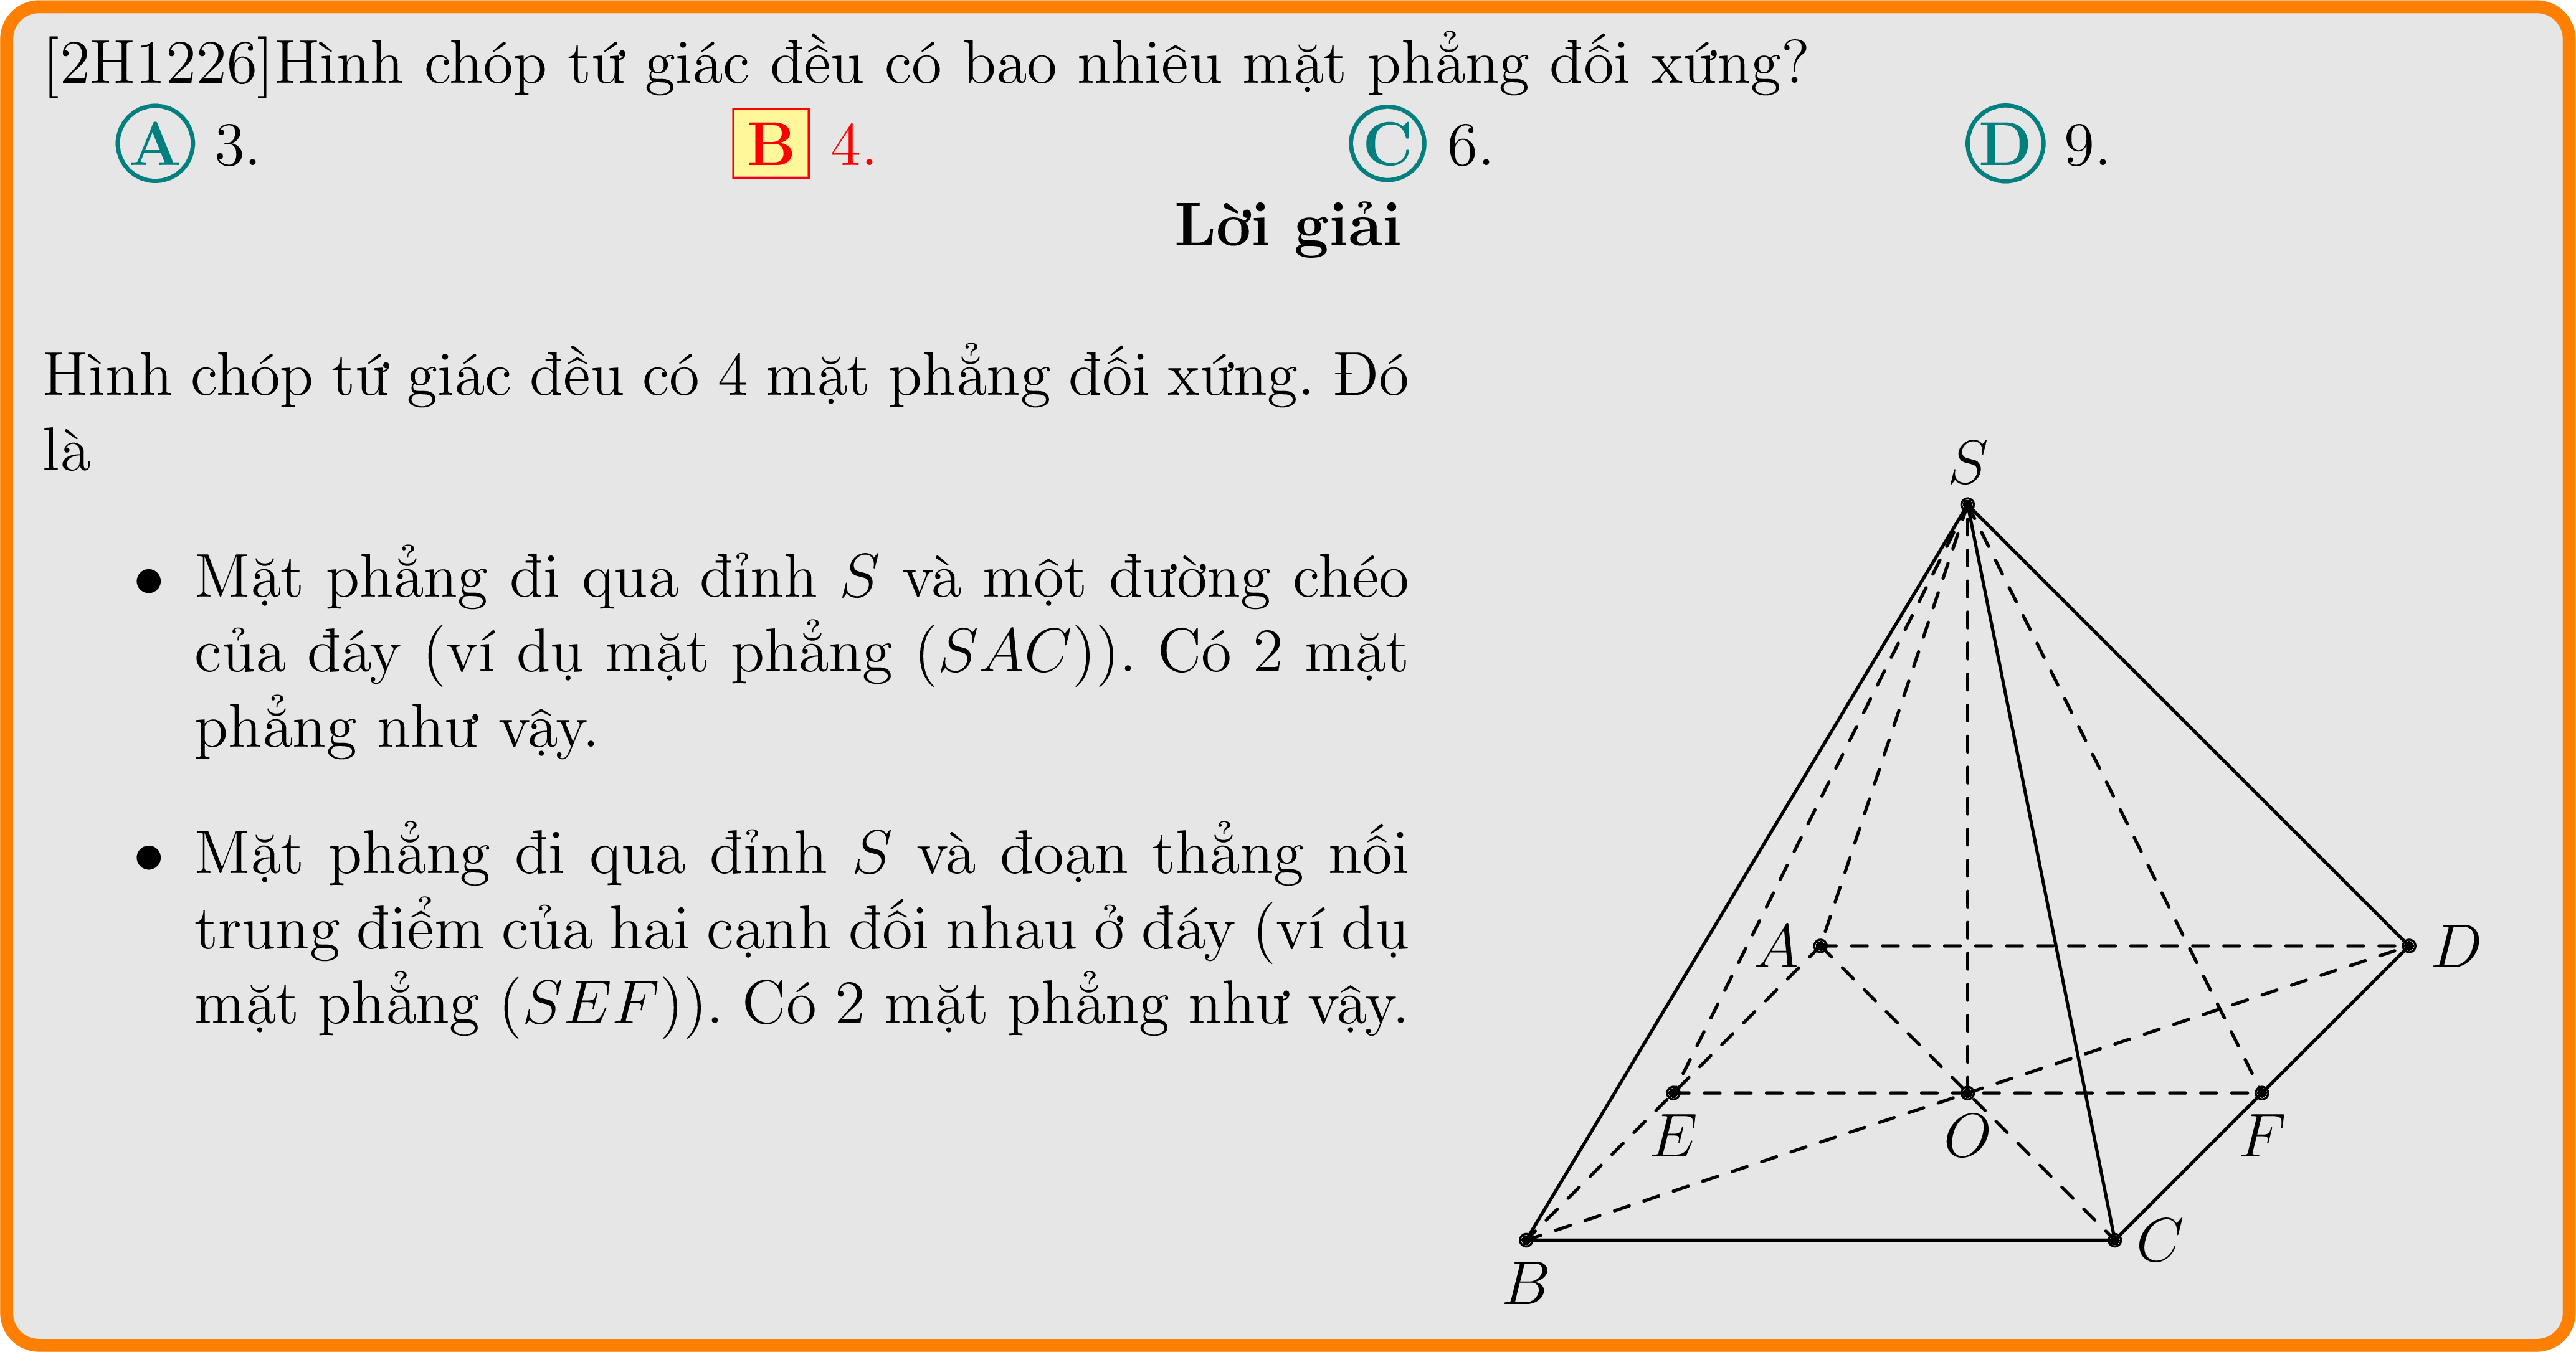 [2H1226]Hình chóp tứ giác đều có bao nhiêu mặt phẳng đối xứng?
A 3. B 4. C 6. D 9.
Lời giải
Hình chóp tứ giác đều có 4 mặt phẳng đối xứng. Đó
là
• Mặt phẳng đi qua đỉnh S và một đường chéo
của đáy (ví dụ mặt phẳng (SAC)). Có 2 mặt
phẳng như vậy.
• Mặt phẳng đi qua đỉnh S và đoạn thẳng nối
trung điểm của hai cạnh đối nhau ở đáy (ví dụ
mặt phẳng (SEF)). Có 2 mặt phẳng như vậy.
S
A
D
E
O
F
C
B